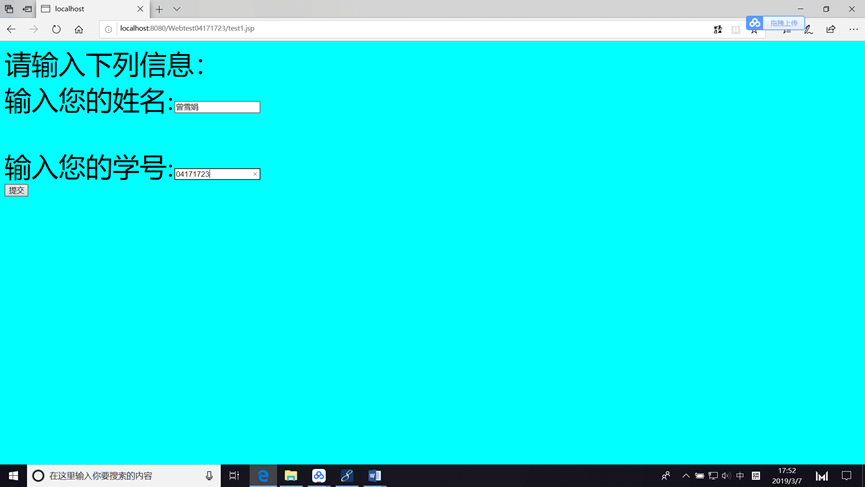 localhost
拖拽上传
localhost:8080/Webtest04171723/test1.jsp
请输入下列信息：
输入您的姓名:曾雪娟
输入您的学号:04171723
提交
在这里输入你要搜索的内容
中
17:52
2019/3/7